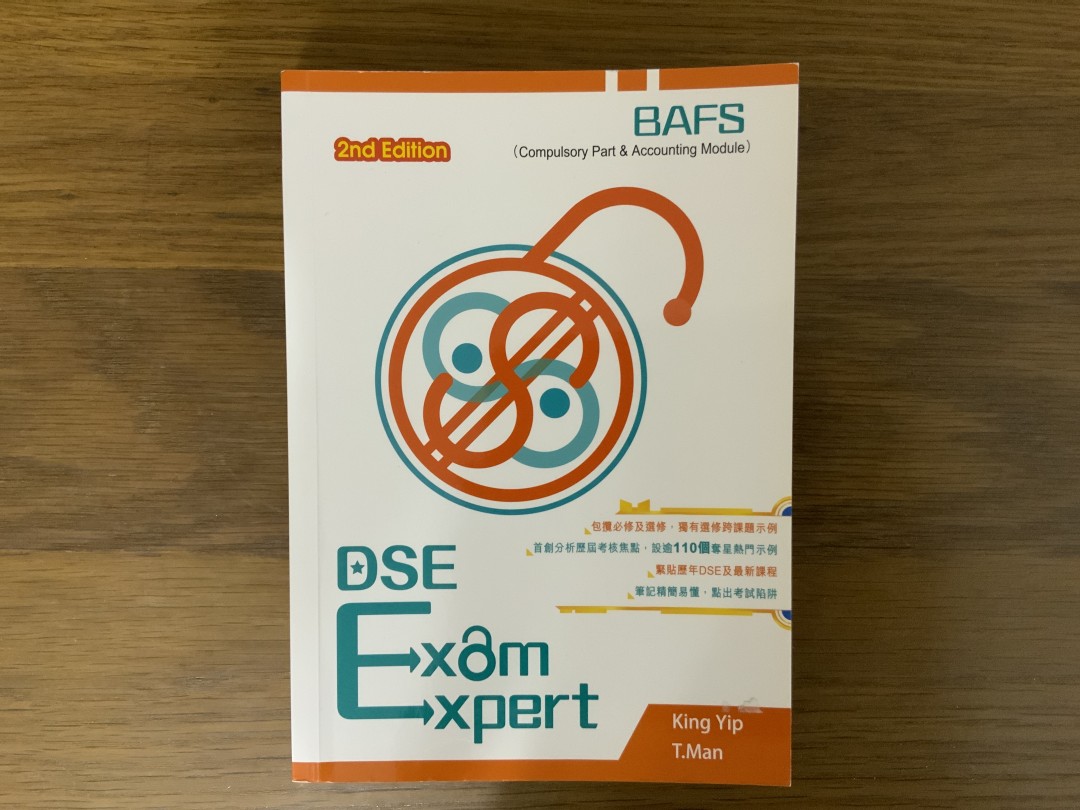 BAFS
2nd Edition
(Compulsory Part & Accounting Module)
包攬必修及選修，獨有選修跨課題示例
首創分析歷屆考核焦點，設逾110個奪星熱門示例
緊貼歷年DSE及最新課程
筆記精簡易懂，點出考試陷阱
DSE
Exam
Expert
King Yip
T.Man